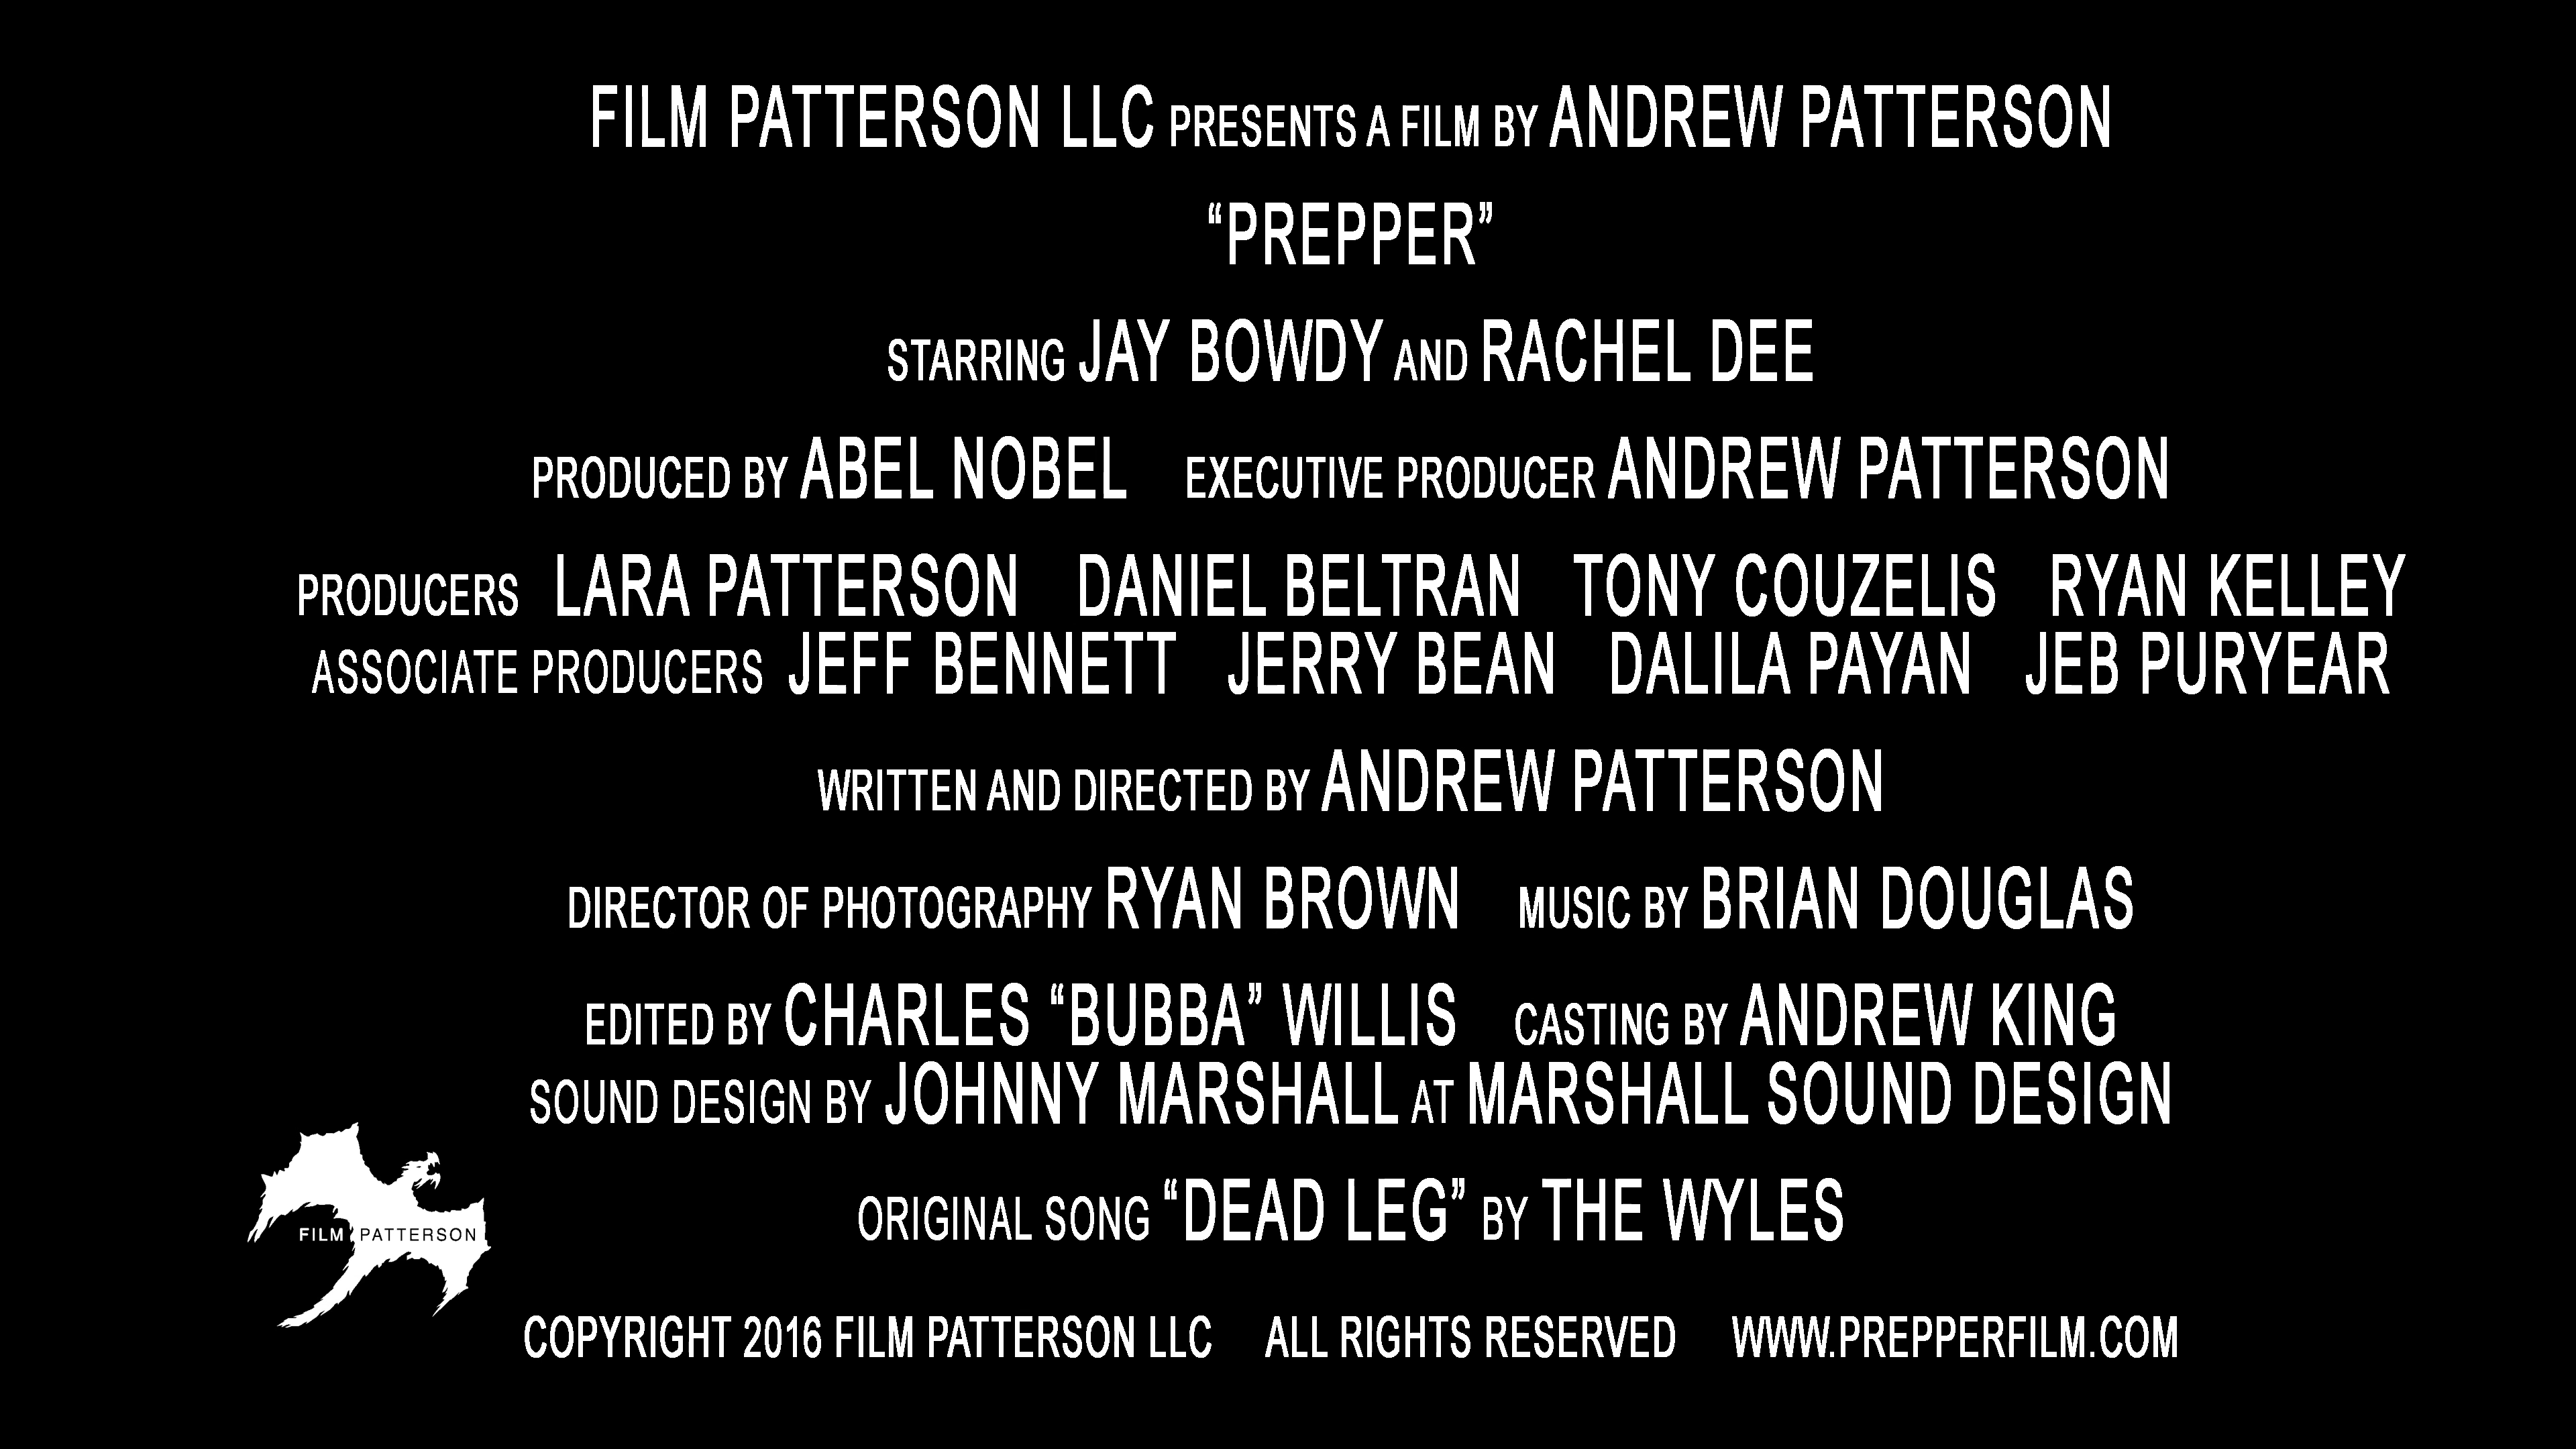 FILM PATTERSON LLC PRESENTS A FILM BY ANDREW PATTERSON
“PREPPER”
STARRING JAY BOWDY AND RACHEL DEE
PRODUCED BY ABEL NOBEL EXECUTIVE PRODUCER ANDREW PATTERSON
PRODUCERS LARA PATTERSON DANIEL BELTRAN TONY COUZELIS RYAN KELLEY
ASSOCIATE PRODUCERS JEFF BENNETT JERRY BEAN DALILA PAYAN JEB PURYEAR
WRITTEN AND DIRECTED BY ANDREW PATTERSON
DIRECTOR OF PHOTOGRAPHY RYAN BROWN MUSIC BY BRIAN DOUGLAS
EDITED BY CHARLES “BUBBA” WILLIS CASTING BY ANDREW KING
SOUND DESIGN BY JOHNNY MARSHALL AT MARSHALL SOUND DESIGN
ORIGINAL SONG “DEAD LEG” BY THE WYLES
FILM PATTERSON
COPYRIGHT 2016 FILM PATTERSON LLC ALL RIGHTS RESERVED WWW.PREPPERFILM.COM